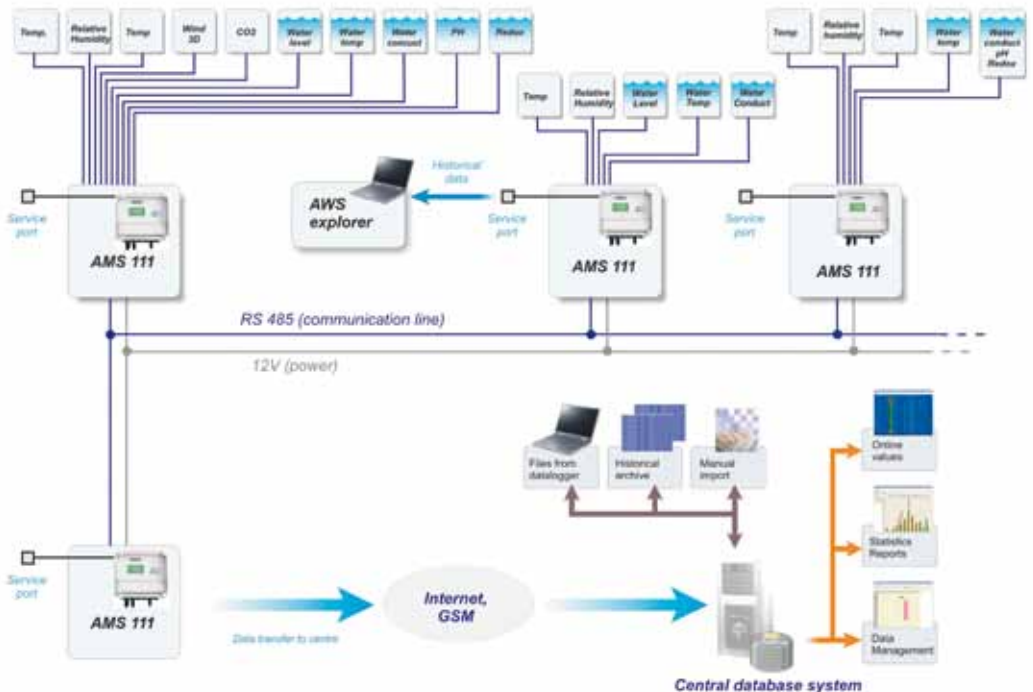 Temp.
Relative
Humidity
Temp
Wind
3D
CO2
Water
level
Water
temp
Water
conduct
PH
Redox
Temp
Relative
humidity
Temp
Water
temp
Water
conduct
pH
Redox
Temp
Relative
Humidity
Water
Level
Water
Temp
Water
Conduct
Service
port
AMS 111
AWS
explorer
Historical
data
Service
port
AMS 111
Service
port
AMS 111
RS 485 (communication line)
12V (power)
Files from
datalogger
Historical
archive
Manual
import
Online
values
Statistics
Reports
Data
Management
Service
port
AMS 111
Data transfer to centre
Internet,
GSM
Central database system